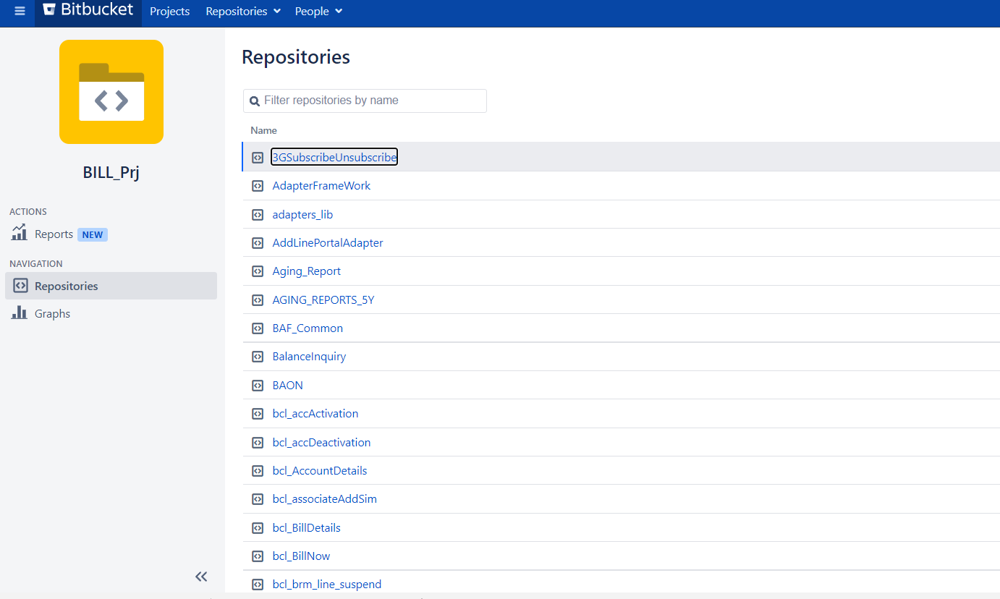 Bitbucket Projects Repositories People
BILL_Prj
ACTIONS
Reports NEW
NAVIGATION
Repositories
Graphs
Repositories
Filter repositories by name
Name
3GSubscribeUnsubscribe
AdapterFrameWork
adapters_lib
AddLinePortalAdapter
Aging_Report
AGING_REPORTS_5Y
BAF_Common
BalanceInquiry
BAON
bcl_accActivation
bcl_accDeactivation
bcl_AccountDetails
bcl_associateAddSim
bcl_BillDetails
bcl_BillNow
bcl_brm_line_suspend